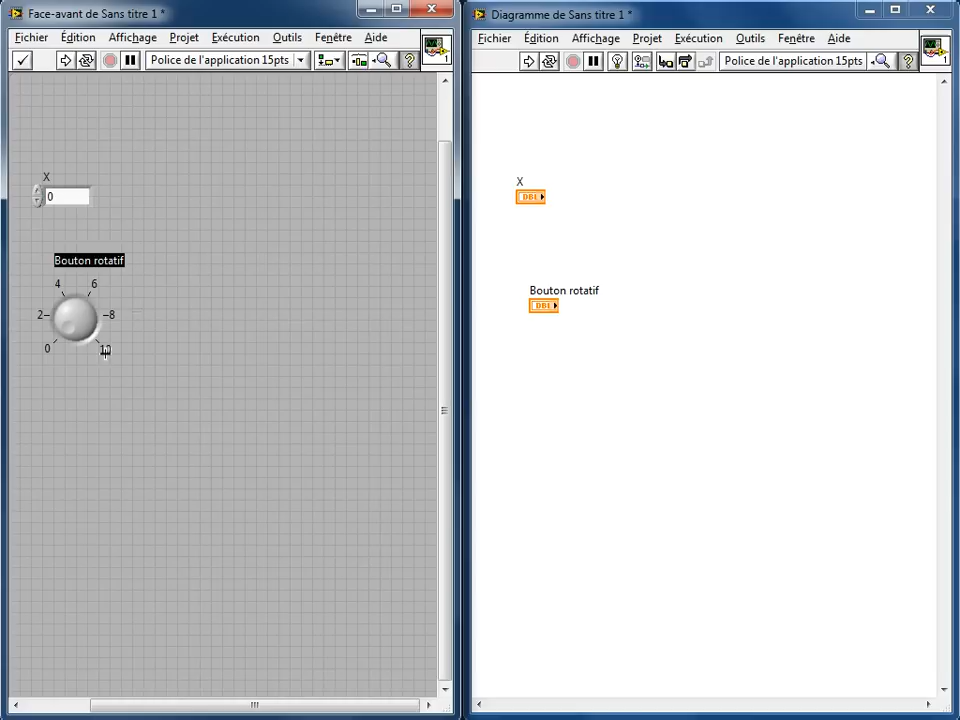 Face-avant de Sans titre 1 *
Fichier Édition Affichage Projet Exécution Outils Fenêtre Aide
Police de l'application 15pts
1
X
0
Bouton rotatif
4 6
2 8
0 10
Diagramme de Sans titre 1 *
Fichier Édition Affichage Projet Exécution Outils Fenêtre Aide
Police de l'application 15pts
1
X
DBL
Bouton rotatif
DBL